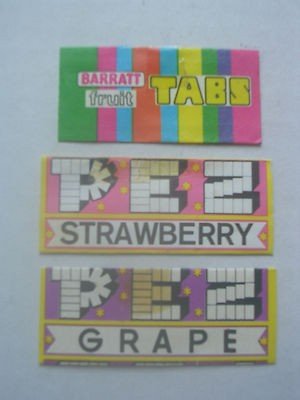 BARRATT
fruit TABS
PEZ
STRAWBERRY
PEZ
GRAPE